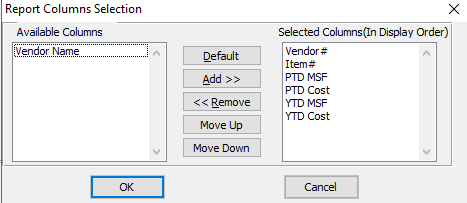 Report Columns Selection
Available Columns
Vendor Name
Default
Add >>
<< Remove
Move Up
Move Down
Selected Columns(In Display Order)
Vendor#
Item#
PTD MSF
PTD Cost
YTD MSF
YTD Cost
OK
Cancel